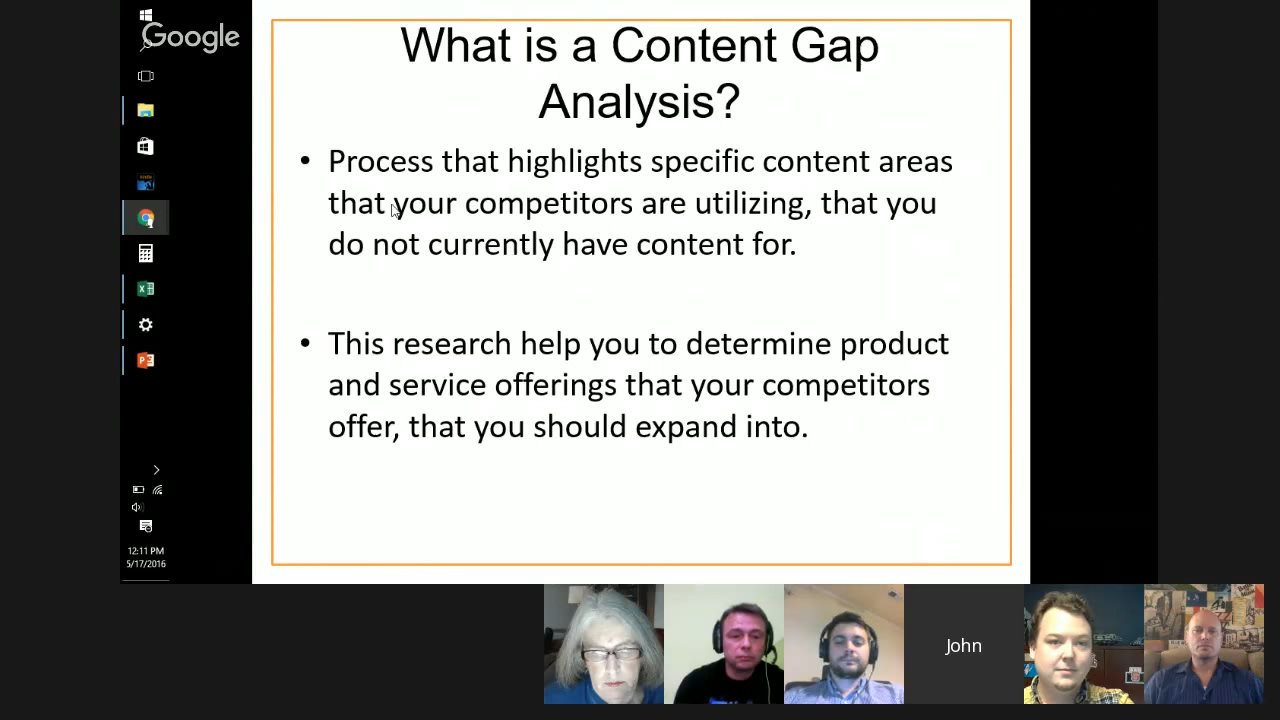 Google
What is a Content Gap
Analysis?
• Process that highlights specific content areas
that your competitors are utilizing, that you
do not currently have content for.
• This research help you to determine product
and service offerings that your competitors
offer, that you should expand into.
12:11 PM
5/17/2016
John